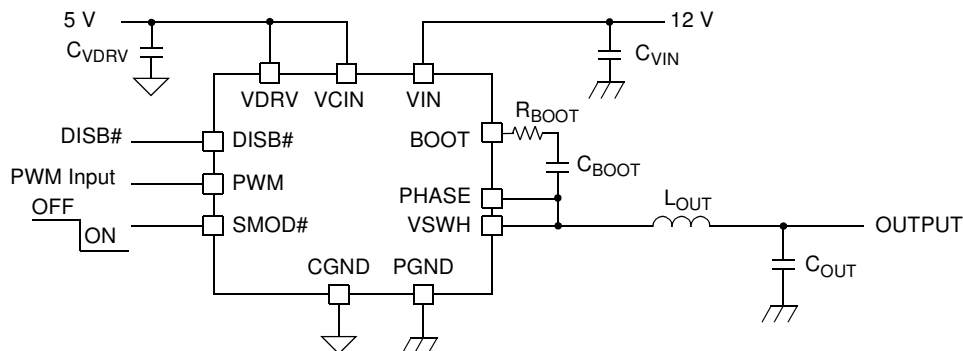 5 V
12 V
CVDRV
CVIN
VDRV VCIN VIN
RBOOT
DISB#
DISB#
BOOT
CBOOT
PWM Input
PWM
PHASE
LOUT
OFF
ON
SMOD#
VSWH
OUTPUT
CGND PGND
COUT